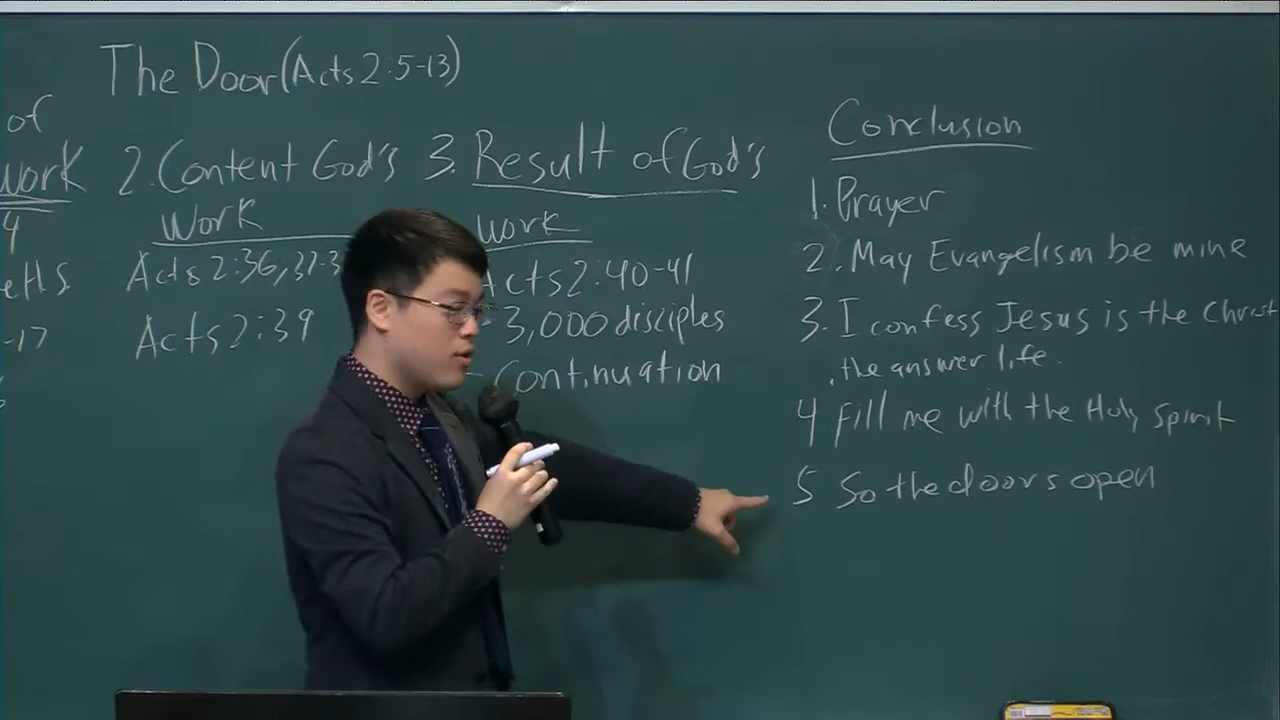 The Door (Acts 2:5-13)
of
work
4
H.S.
-17
2. Content God's
Work
Acts 2:36, 37-3
Acts 2:39
3. Result of God's
work
Acts 2:40-41
- 3,000 disciples
- continuation
Conclusion
1. Prayer
2. May Evangelism be mine
3. I confess Jesus is the Christ
, the answer life.
4 Fill me with the Holy Spirit
5 So the doors open